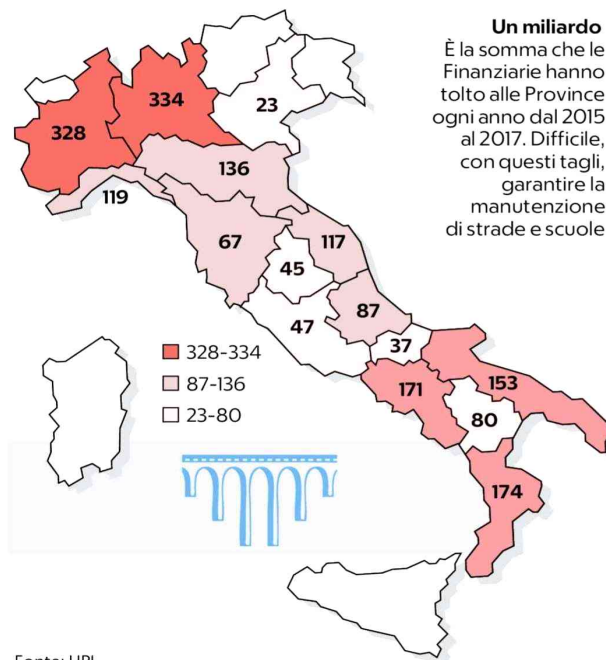 Un miliardo
È la somma che le
Finanziarie hanno
tolto alle Province
ogni anno dal 2015
al 2017. Difficile,
con questi tagli,
garantire la
manutenzione
di strade e scuole
334
328
23
136
119
67
117
45
87
47
37
153
171
80
174
328-334
87-136
23-80
Fonte: UPI